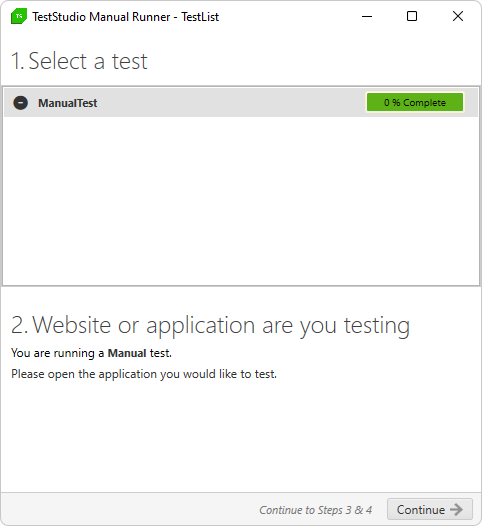 TS TestStudio Manual Runner - TestList
1. Select a test
ManualTest 0 % Complete
2. Website or application are you testing
You are running a Manual test.
Please open the application you would like to test.
Continue to Steps 3 & 4 Continue